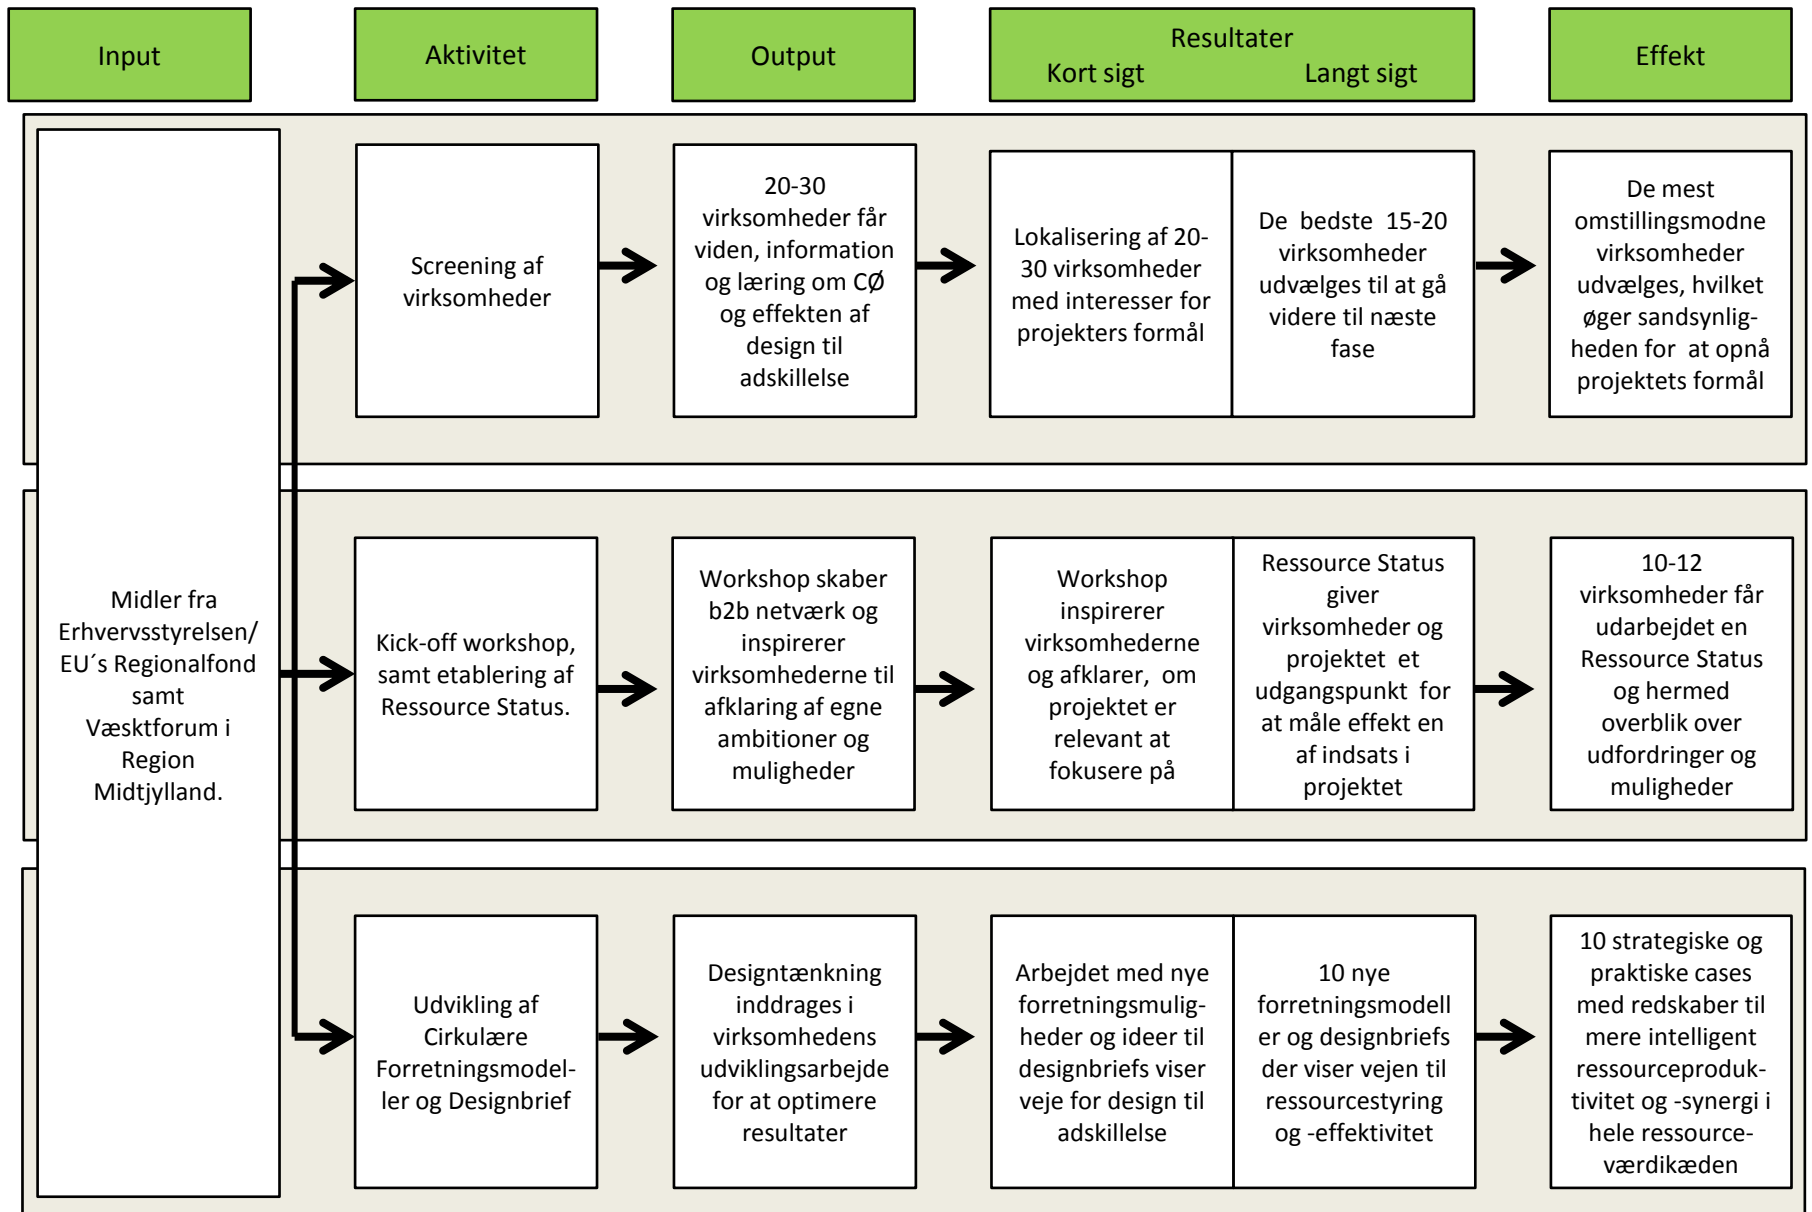 Input
Aktivitet
Output
Resultater
Kort sigt
Langt sigt
Effekt
Midler fra
Erhvervsstyrelsen/
EU´s Regionalfond
samt
Væsktforum i
Region
Midtjylland.
Screening af
virksomheder
20-30
virksomheder får
viden, information
og læring om CØ
og effekten af
design til
adskillelse
Lokalisering af 20-
30 virksomheder
med interesser for
projekters formål
De bedste 15-20
virksomheder
udvælges til at gå
videre til næste
fase
De mest
omstillingsmodne
virksomheder
udvælges, hvilket
øger sandsynlig-
heden for at opnå
projektets formål
Kick-off workshop,
samt etablering af
Ressource Status.
Workshop skaber
b2b netværk og
inspirerer
virksomhederne til
afklaring af egne
ambitioner og
muligheder
Workshop
inspirerer
virksomhederne
og afklarer, om
projektet er
relevant at
fokusere på
Ressource Status
giver
virksomheder og
projektet et
udgangspunkt for
at måle effekt en
af indsats i
projektet
10-12
virksomheder får
udarbejdet en
Ressource Status
og hermed
overblik over
udfordringer og
muligheder
Udvikling af
Cirkulære
Forretningsmodel-
ler og Designbrief
Designtænkning
inddrages i
virksomhedens
udviklingsarbejde
for at optimere
resultater
Arbejdet med nye
forretningsmulig-
heder og ideer til
designbriefs viser
veje for design til
adskillelse
10 nye
forretningsmodell
er og designbriefs
der viser vejen til
ressourcestyring
og -effektivitet
10 strategiske og
praktiske cases
med redskaber til
mere intelligent
ressourceproduk-
tivitet og -synergi i
hele ressource-
værdikæden